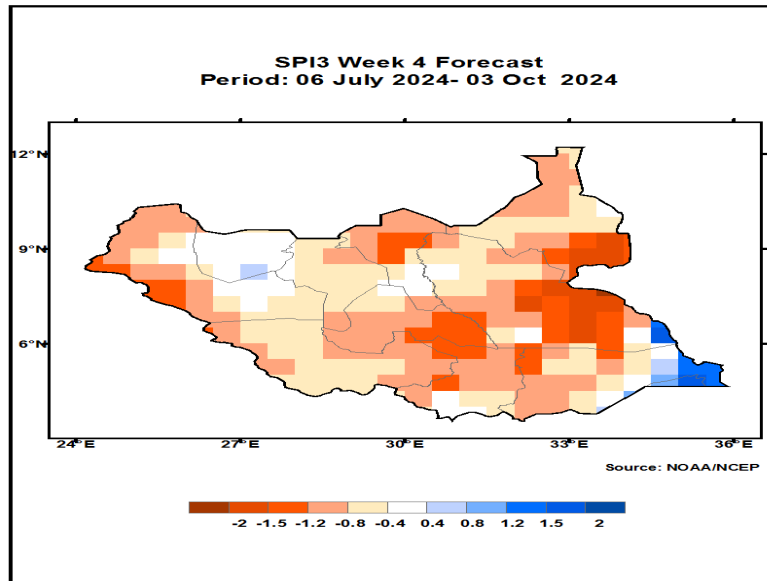 SPI3 Week 4 Forecast
Period: 06 July 2024- 03 Oct  2024
12°N
9°N
6°N
24°E 27°E 30°E 33°E 36°E
Source: NOAA/NCEP
-2 -1.5 -1.2 -0.8 -0.4 0.4 0.8 1.2 1.5 2